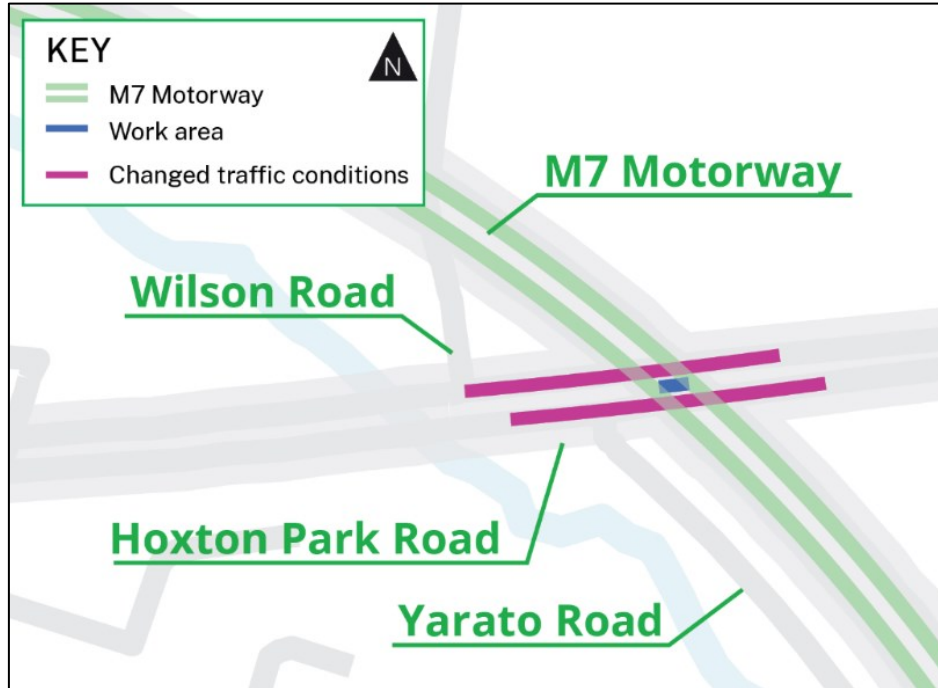 KEY
N
M7 Motorway
Work area
Changed traffic conditions
M7 Motorway
Wilson Road
Hoxton Park Road
Yarato Road